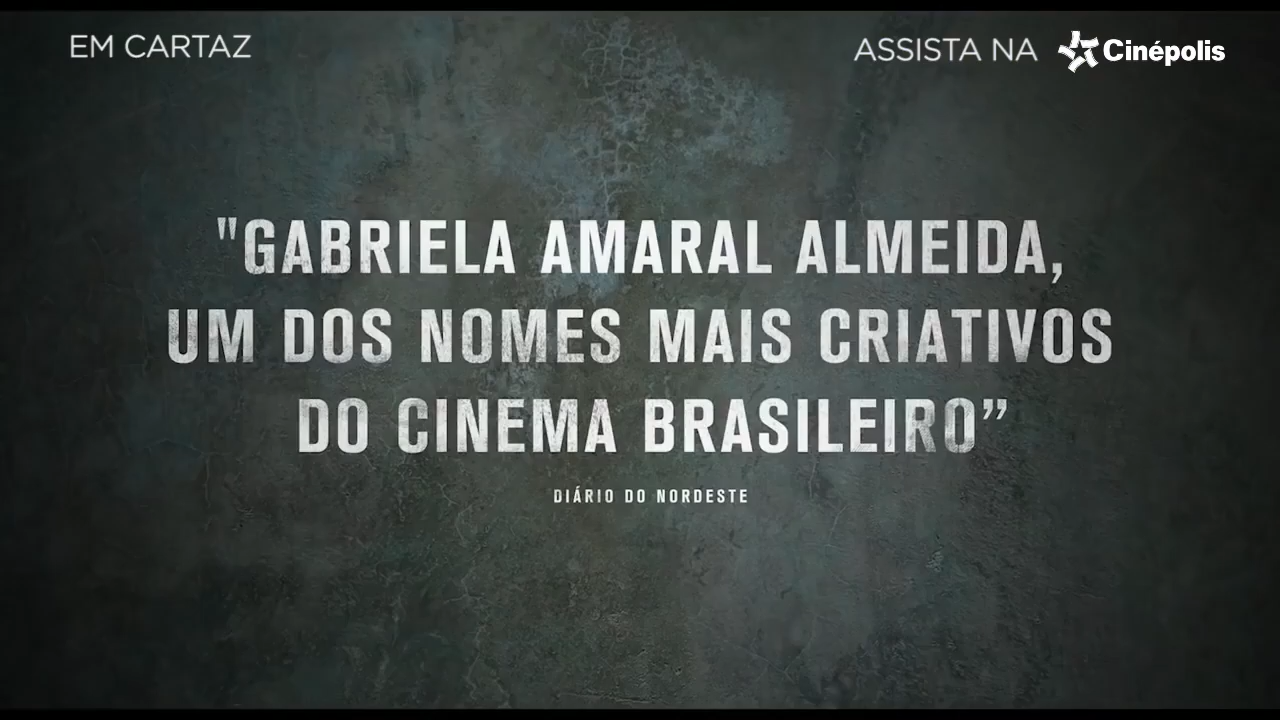 EM CARTAZ
ASSISTA NA Cinépolis
"GABRIELA AMARAL ALMEIDA,
UM DOS NOMES MAIS CRIATIVOS
DO CINEMA BRASILEIRO”
DIÁRIO DO NORDESTE